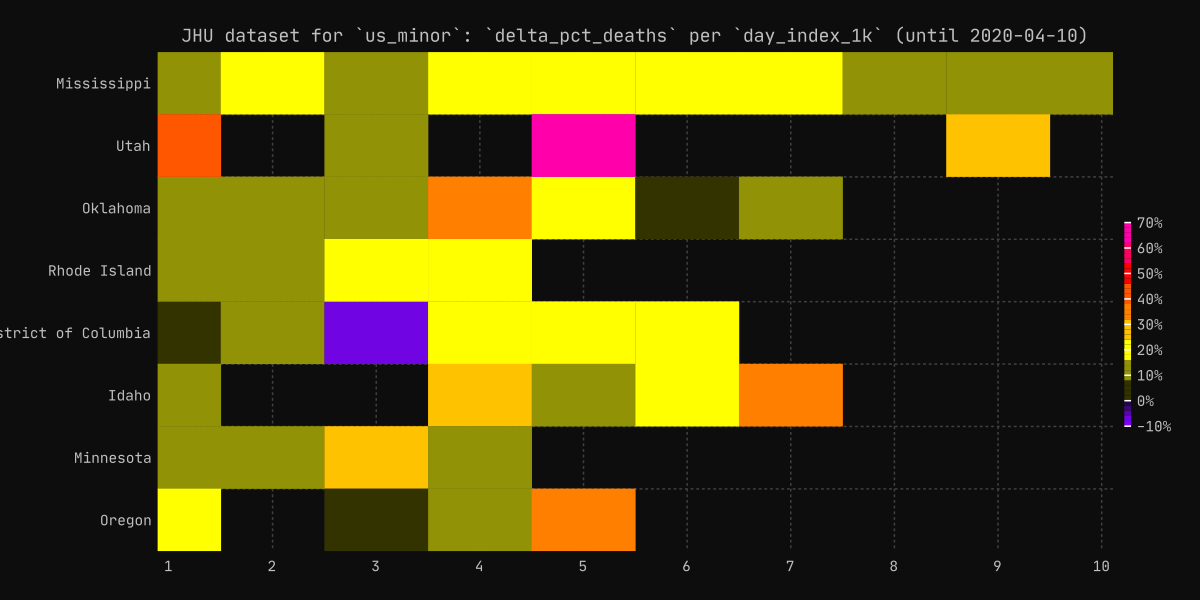 JHU dataset for `us_minor`: `delta_pct_deaths` per `day_index_1k` (until 2020-04-10)
Mississippi
Utah
Oklahoma
Rhode Island
strict of Columbia
Idaho
Minnesota
Oregon
1 2 3 4 5 6 7 8 9 10
70%
60%
50%
40%
30%
20%
10%
0%
-10%